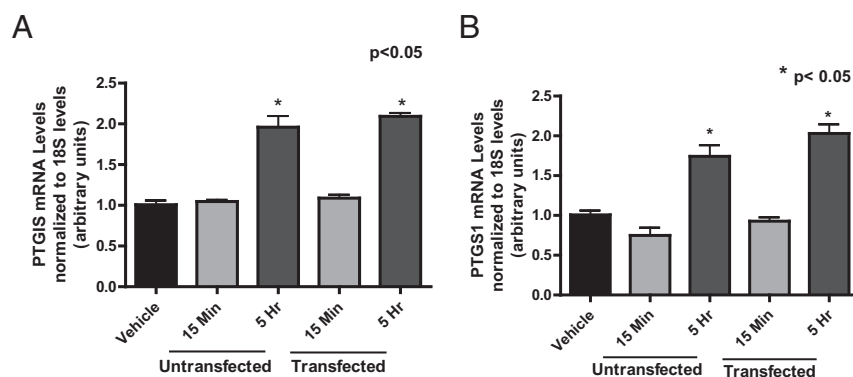 A
p<0.05
PTGIS mRNA Levels
normalized to 18S levels
(arbitrary units)
2.5
2.0
1.5
1.0
0.5
0.0
*
*
Vehicle
15 Min
5 Hr
15 Min
5 Hr
Untransfected
Transfected
B
* p< 0.05
PTGS1 mRNA Levels
normalized to 18S levels
(arbitrary units)
2.5
2.0
1.5
1.0
0.5
0.0
*
*
Vehicle
15 Min
5 Hr
15 Min
5 Hr
Untransfected
Transfected